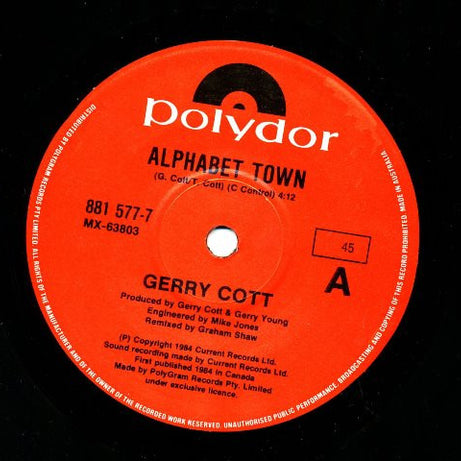 polydor
ALPHABET TOWN
(G. Cott/T. Cott) (C Control) 4:12
881 577-7
MX-63803
45
A
GERRY COTT
Produced by Gerry Cott & Gerry Young
Engineered by Mike Jones
Remixed by Graham Shaw
(P) Copyright 1984 Current Records Ltd.
Sound recording made by Current Records Ltd.
First published 1984 in Canada
Made by PolyGram Records Pty. Limited
under exclusive licence.
DISTRIBUTED BY POLYGRAM RECORDS PTY LIMITED. ALL RIGHTS OF THE MANUFACTURER AND OF THE OWNER OF THE RECORDED WORK RESERVED. UNAUTHORISED PUBLIC PERFORMANCE, BROADCASTING AND COPYING OF THIS RECORD PROHIBITED. MADE IN AUSTRALIA